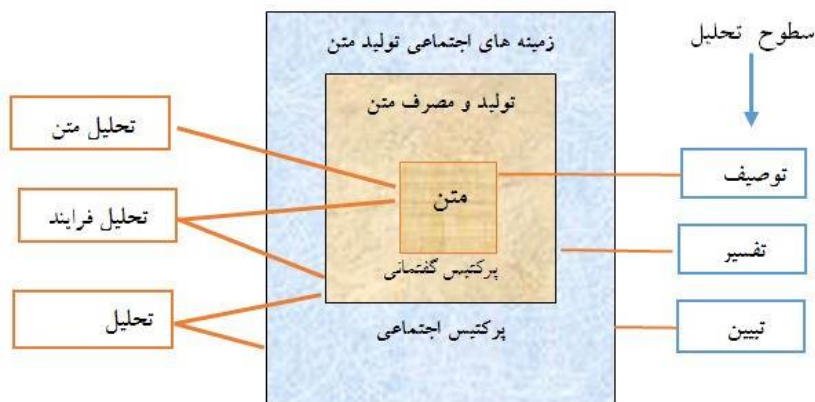 زمینه های اجتماعی تولید متن
سطوح تحلیل
تولید و مصرف متن
تحلیل متن
توصیف
متن
تحلیل فرایند
تفسیر
پرکتیس گفتمانی
تحلیل
پرکتیس اجتماعی
تبیین